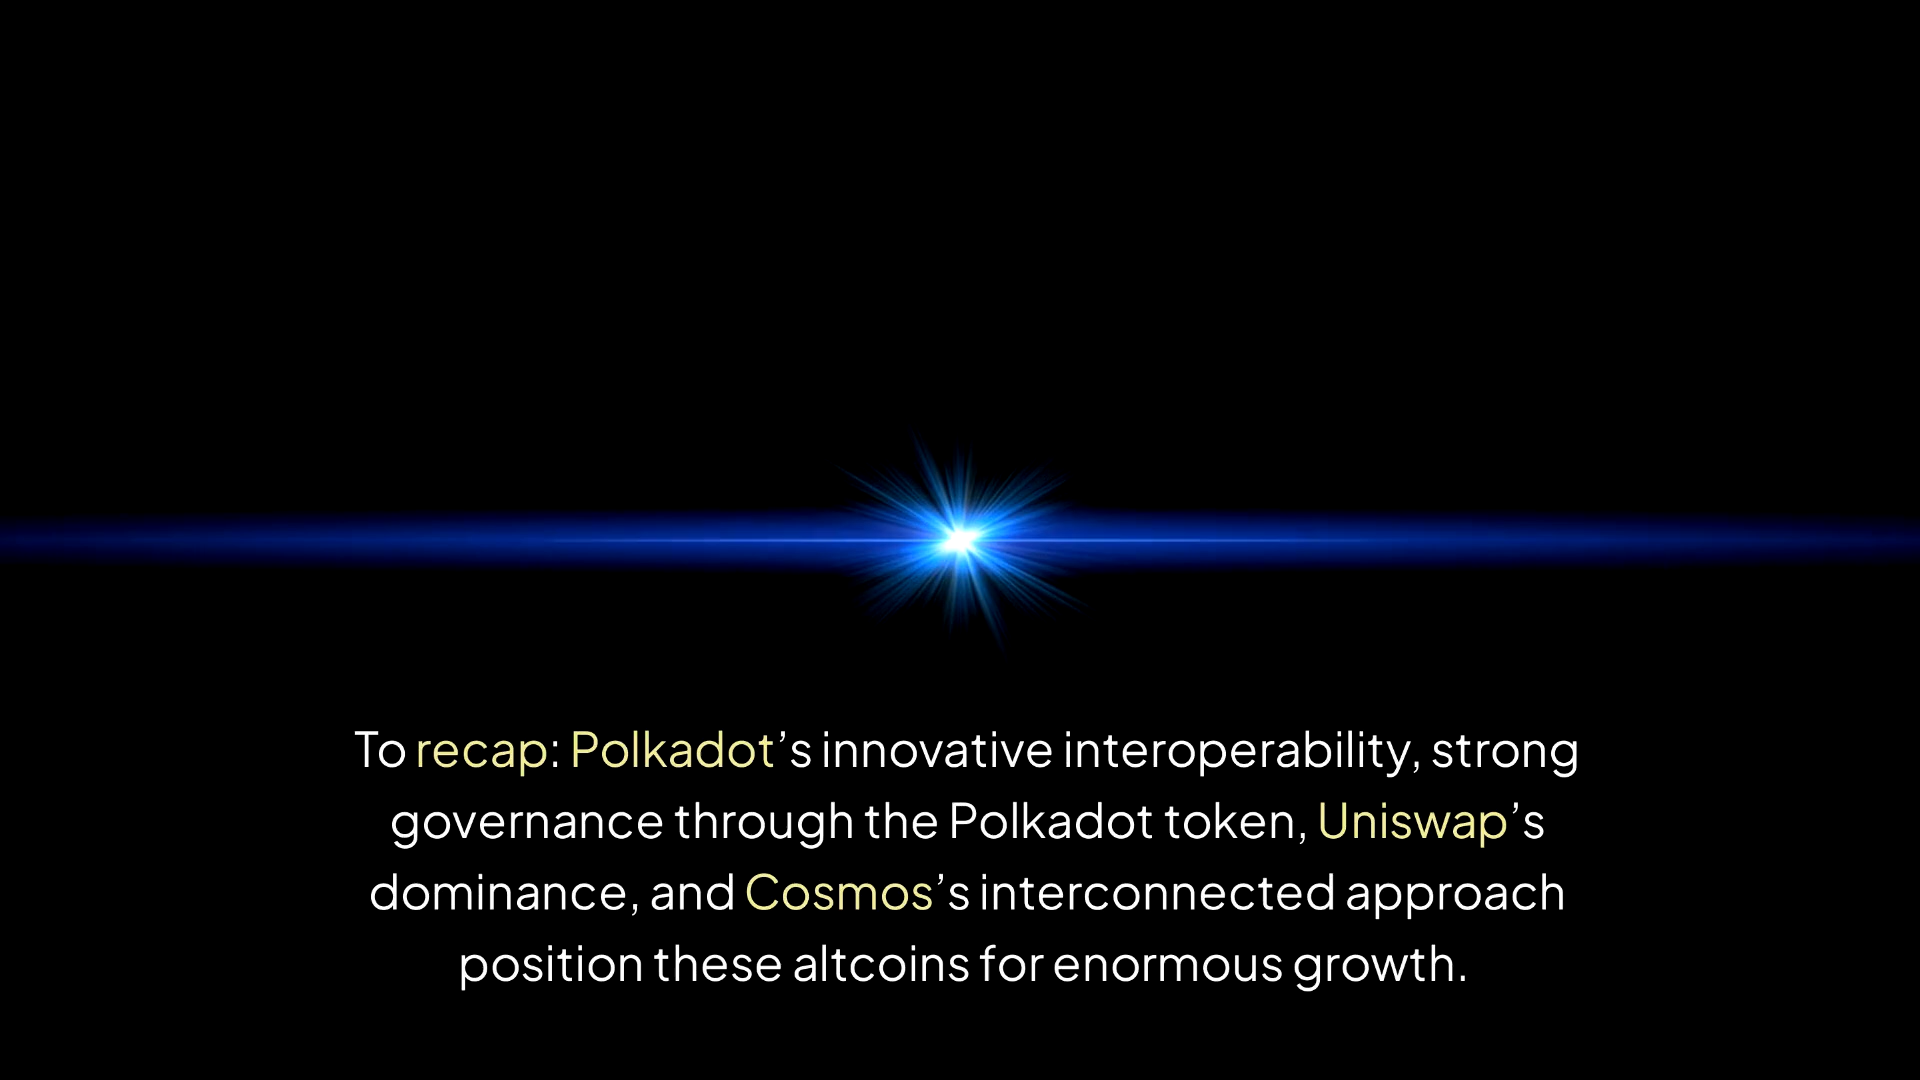 To recap: Polkadot’s innovative interoperability, strong
governance through the Polkadot token, Uniswap’s
dominance, and Cosmos’s interconnected approach
position these altcoins for enormous growth.